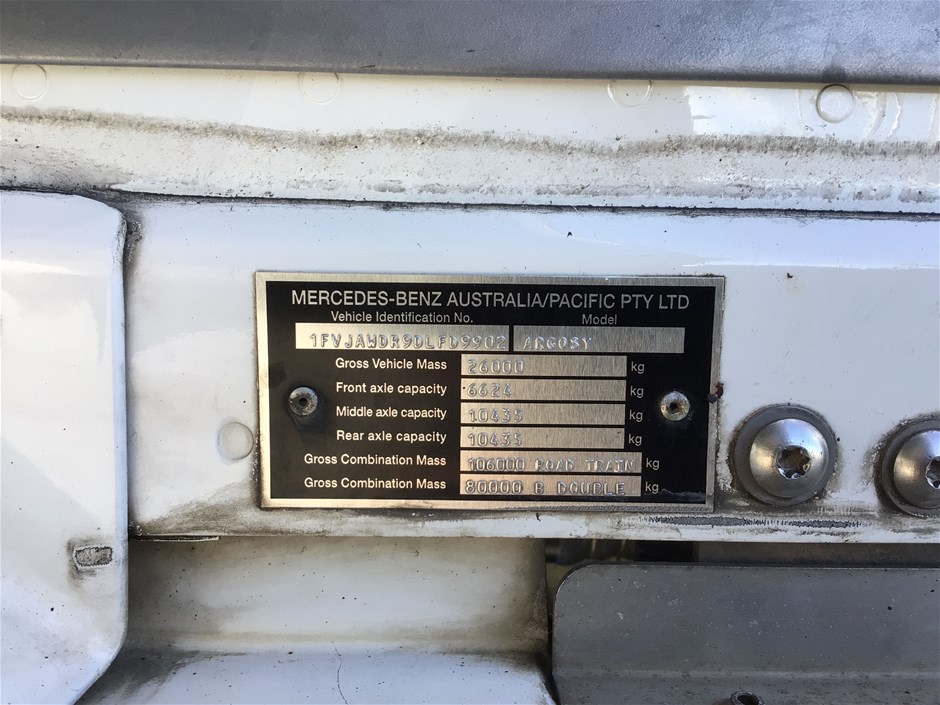 MERCEDES-BENZ AUSTRALIA/PACIFIC PTY LTD
Vehicle Identification No. Model
1FVJAWDR9DLFD9902 ARGOSY
Gross Vehicle Mass 26000 kg
Front axle capacity 6624 kg
Middle axle capacity 10435 kg
Rear axle capacity 10435 kg
Gross Combination Mass 106000 ROAD TRAIN kg
Gross Combination Mass 80000 B DOUBLE kg